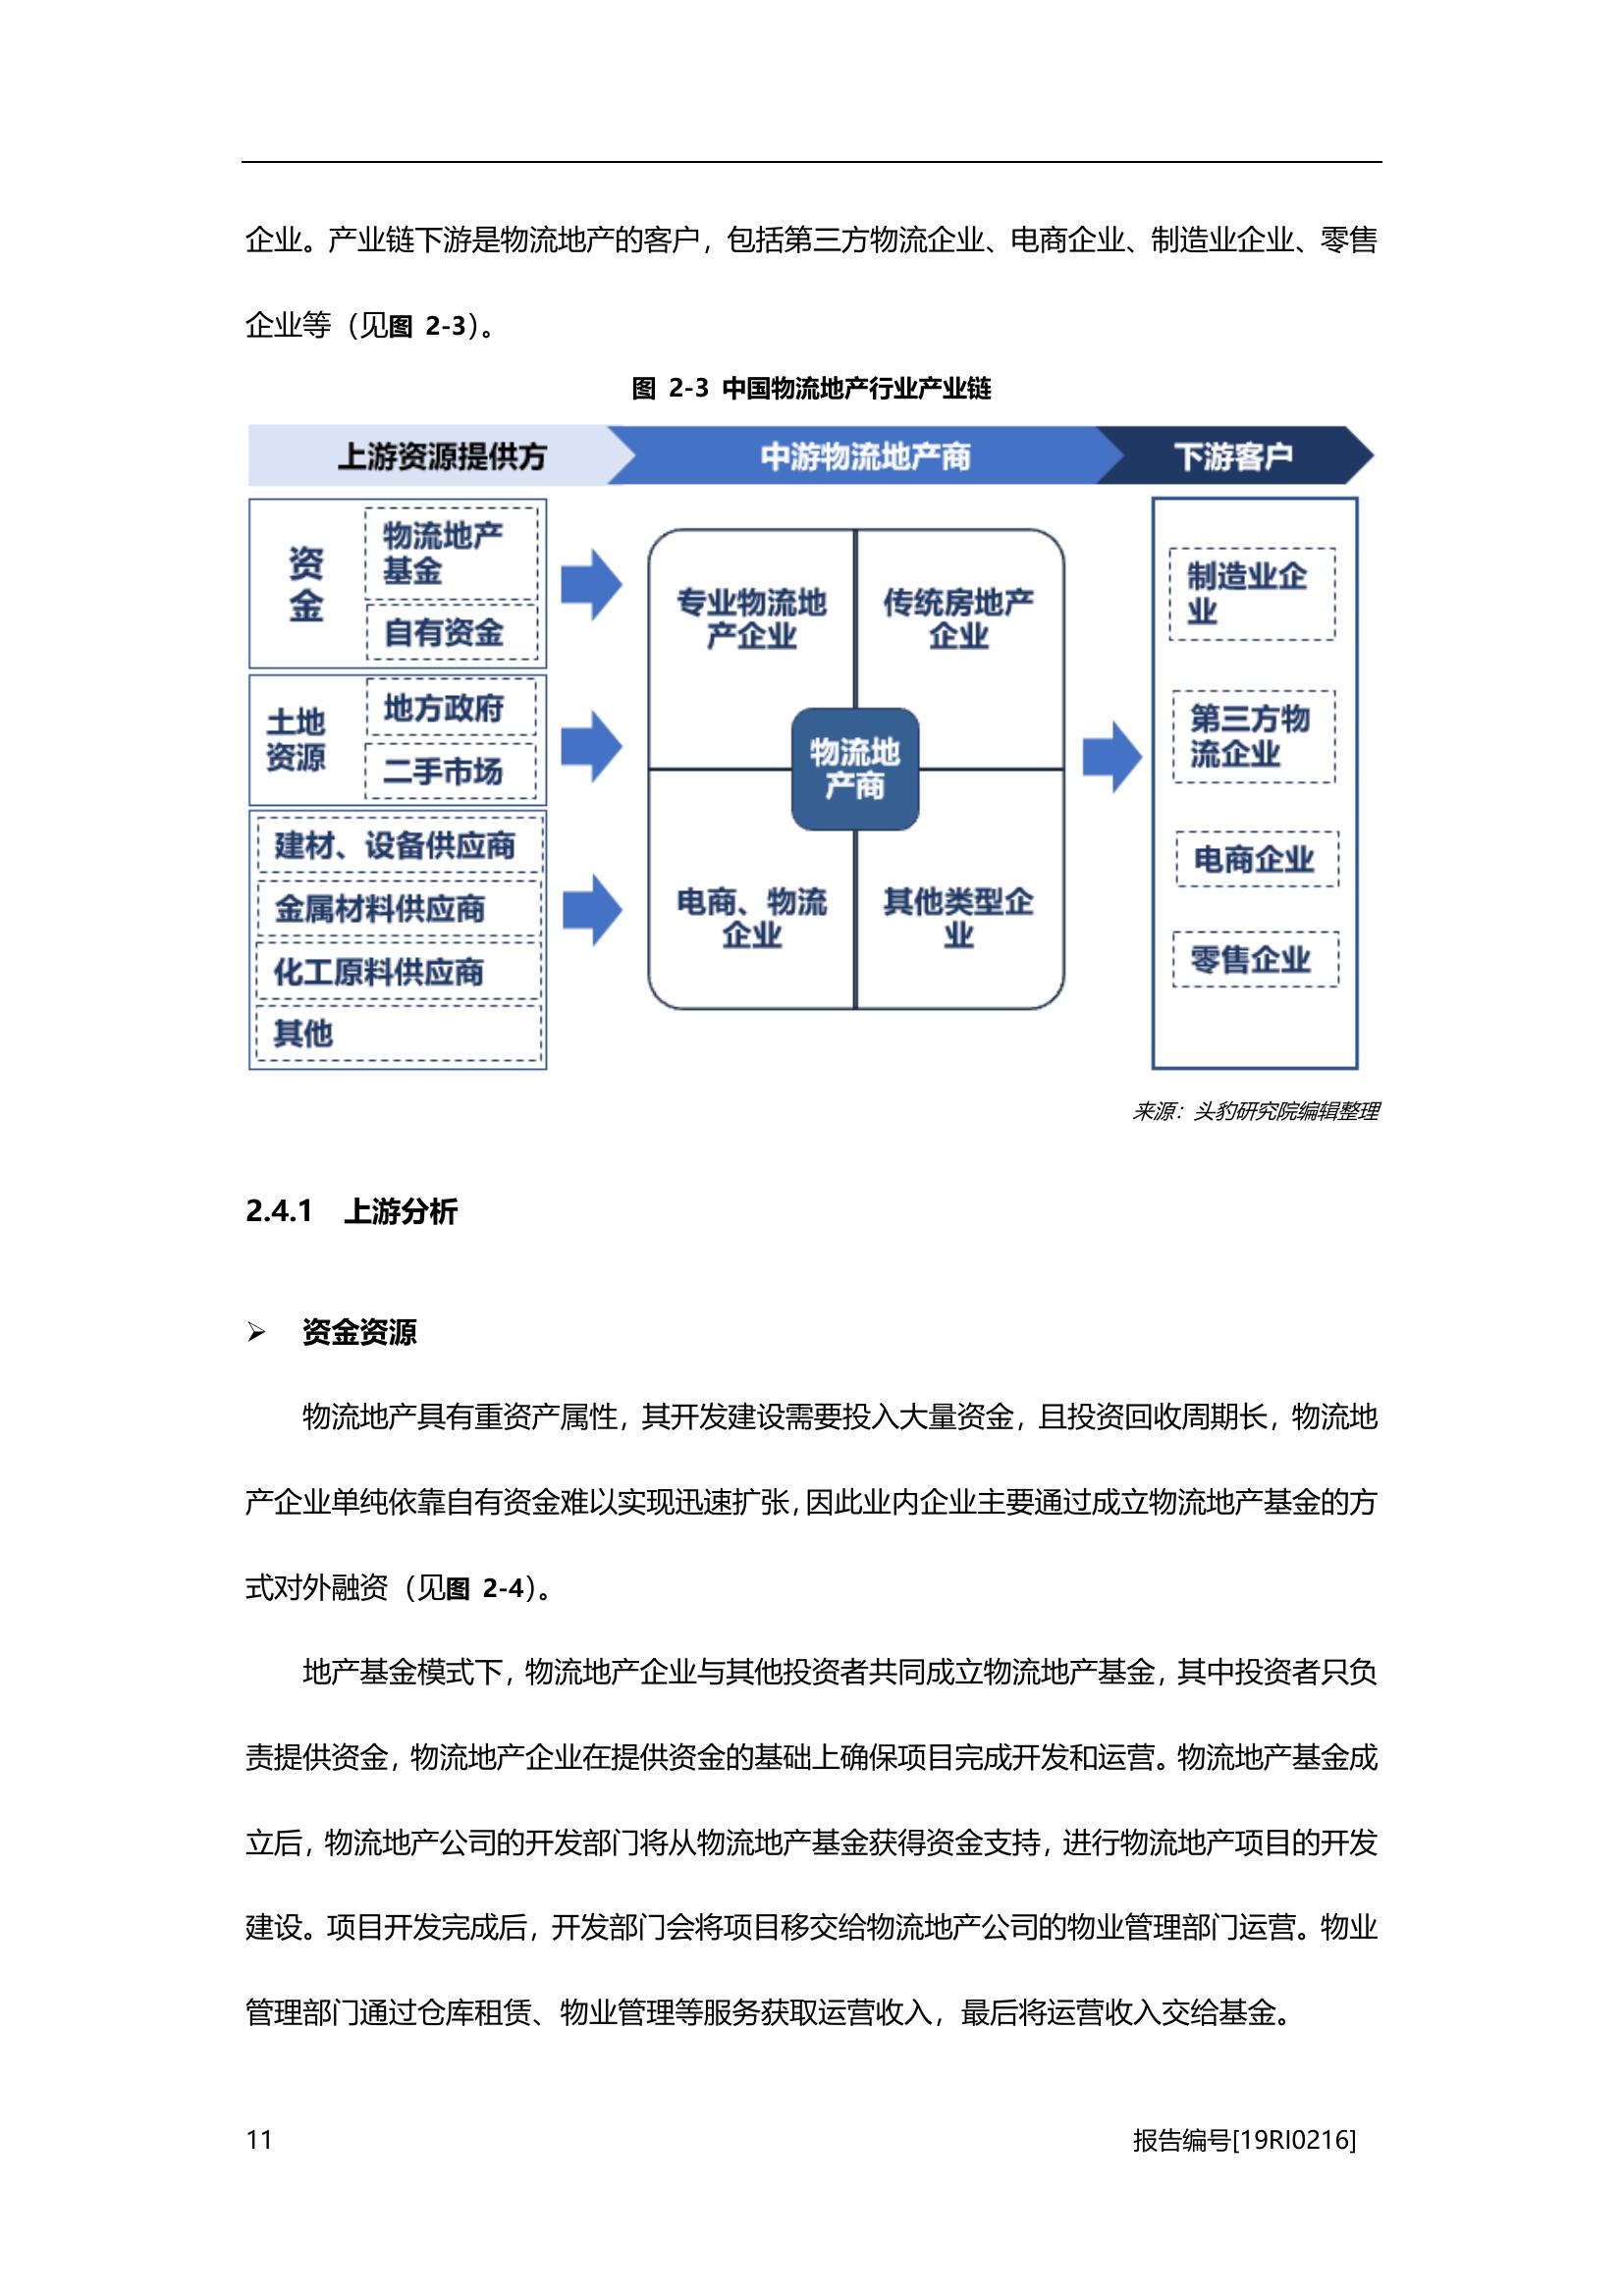 企业。产业链下游是物流地产的客户，包括第三方物流企业、电商企业、制造业企业、零售
企业等（见图 2-3）。
图 2-3 中国物流地产行业产业链
上游资源提供方
中游物流地产商
下游客户
资
金
物流地产
基金
自有资金
土地
资源
地方政府
二手市场
建材、设备供应商
金属材料供应商
化工原料供应商
其他
专业物流地
产企业
传统房地产
企业
物流地
产商
电商、物流
企业
其他类型企
业
制造业企
业
第三方物
流企业
电商企业
零售企业
来源：头豹研究院编辑整理
2.4.1 上游分析
➢ 资金资源
物流地产具有重资产属性，其开发建设需要投入大量资金，且投资回收周期长，物流地
产企业单纯依靠自有资金难以实现迅速扩张，因此业内企业主要通过成立物流地产基金的方
式对外融资（见图 2-4）。
地产基金模式下，物流地产企业与其他投资者共同成立物流地产基金，其中投资者只负
责提供资金，物流地产企业在提供资金的基础上确保项目完成开发和运营。物流地产基金成
立后，物流地产公司的开发部门将从物流地产基金获得资金支持，进行物流地产项目的开发
建设。项目开发完成后，开发部门会将项目移交给物流地产公司的物业管理部门运营。物业
管理部门通过仓库租赁、物业管理等服务获取运营收入，最后将运营收入交给基金。
11
报告编号[19RI0216]